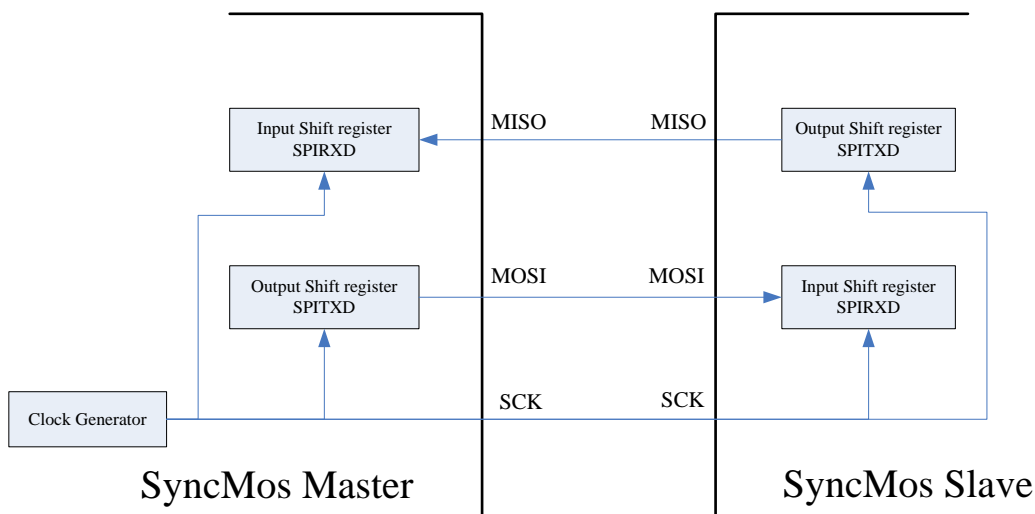 Input Shift register
SPIRXD
MISO
MISO
Output Shift register
SPITXD
Output Shift register
SPITXD
MOSI
MOSI
Input Shift register
SPIRXD
Clock Generator
SCK
SCK
SyncMos Master
SyncMos Slave